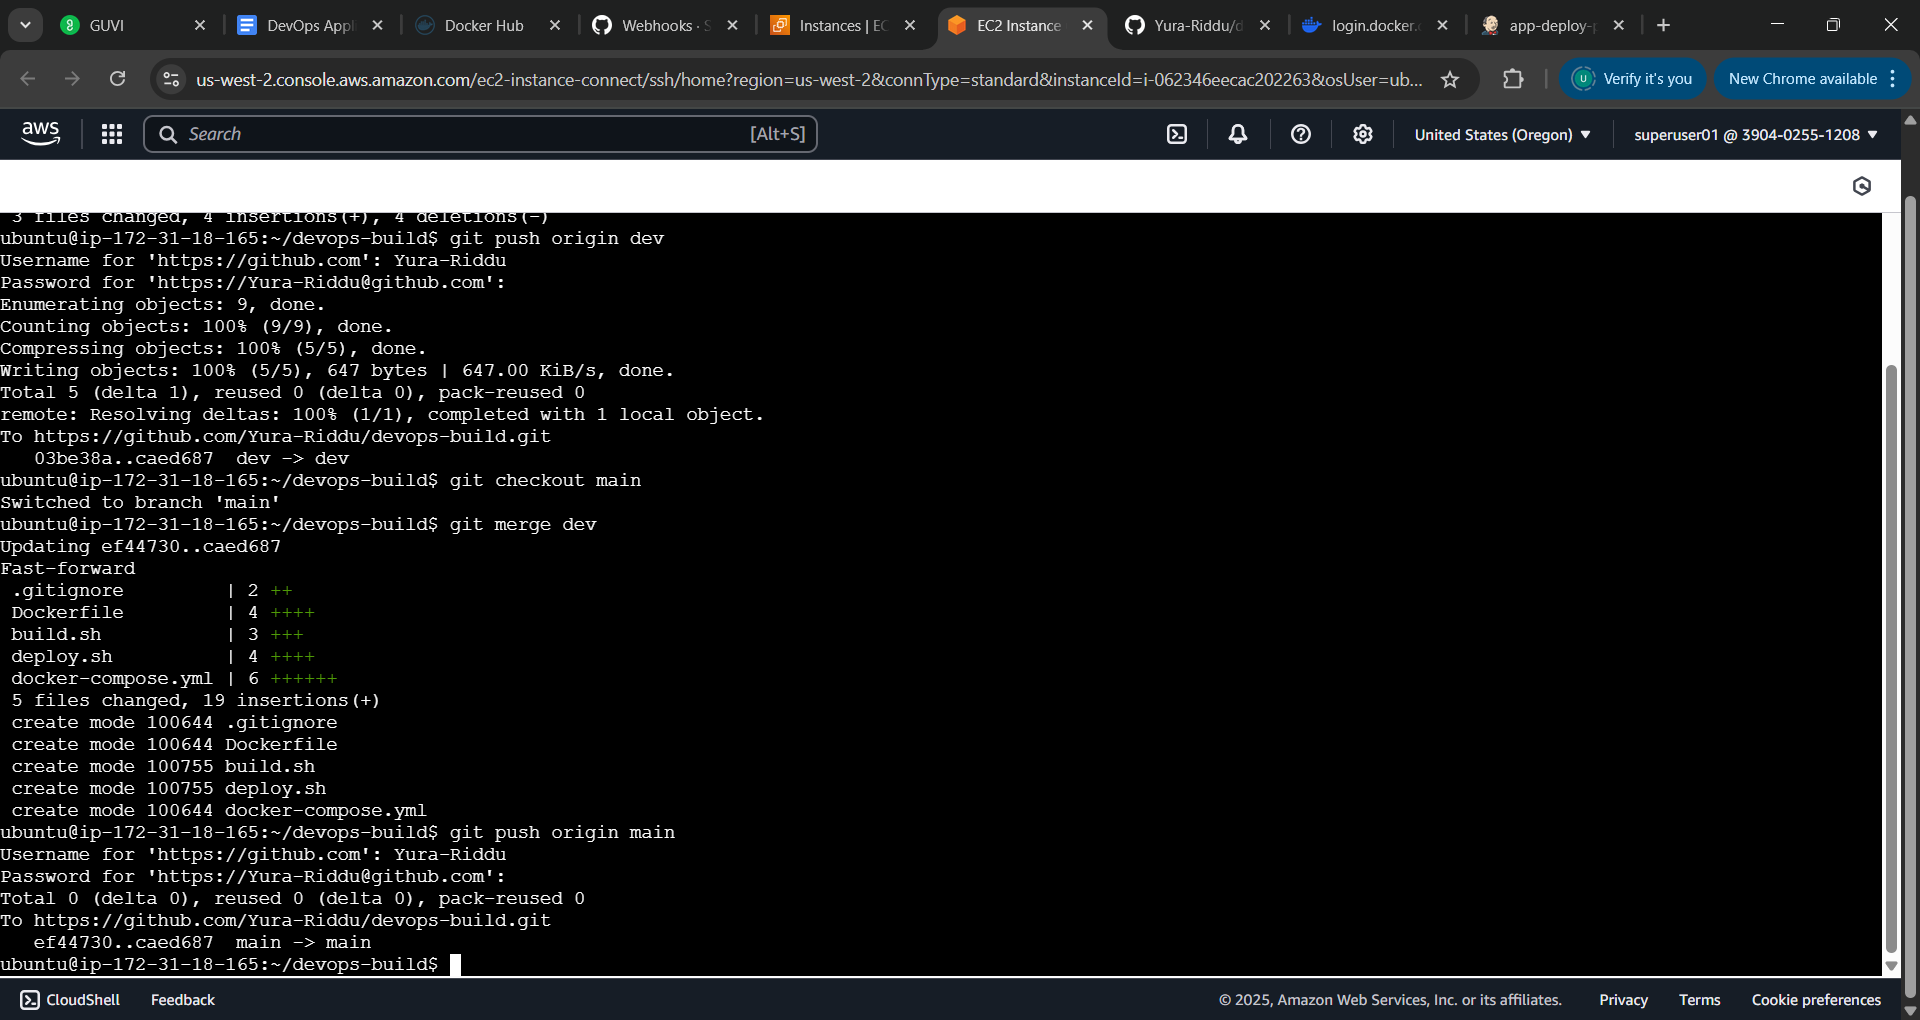 GUVI
DevOps Appl
Docker Hub
Webhooks · S
Instances | EC
EC2 Instance
Yura-Riddu/d
login.docker.
app-deploy-p
us-west-2.console.aws.amazon.com/ec2-instance-connect/ssh/home?region=us-west-2&connType=standard&instanceId=i-062346eecac202263&osUser=ub...
U
Verify it's you
New Chrome available
aws
Search
[Alt+S]
United States (Oregon)
superuser01 @ 3904-0255-1208
3 files changed, 4 insertions(+), 4 deletions(-)
ubuntu@ip-172-31-18-165:~/devops-build$ git push origin dev
Username for 'https://github.com': Yura-Riddu
Password for 'https://Yura-Riddu@github.com':
Enumerating objects: 9, done.
Counting objects: 100% (9/9), done.
Compressing objects: 100% (5/5), done.
Writing objects: 100% (5/5), 647 bytes | 647.00 KiB/s, done.
Total 5 (delta 1), reused 0 (delta 0), pack-reused 0
remote: Resolving deltas: 100% (1/1), completed with 1 local object.
To https://github.com/Yura-Riddu/devops-build.git
   03be38a..caed687  dev -> dev
ubuntu@ip-172-31-18-165:~/devops-build$ git checkout main
Switched to branch 'main'
ubuntu@ip-172-31-18-165:~/devops-build$ git merge dev
Updating ef44730..caed687
Fast-forward
 .gitignore         | 2 ++
 Dockerfile         | 4 ++++
 build.sh           | 3 +++
 deploy.sh          | 4 ++++
 docker-compose.yml | 6 ++++++
 5 files changed, 19 insertions(+)
 create mode 100644 .gitignore
 create mode 100644 Dockerfile
 create mode 100755 build.sh
 create mode 100755 deploy.sh
 create mode 100644 docker-compose.yml
ubuntu@ip-172-31-18-165:~/devops-build$ git push origin main
Username for 'https://github.com': Yura-Riddu
Password for 'https://Yura-Riddu@github.com':
Total 0 (delta 0), reused 0 (delta 0), pack-reused 0
To https://github.com/Yura-Riddu/devops-build.git
   ef44730..caed687  main -> main
ubuntu@ip-172-31-18-165:~/devops-build$
CloudShell
Feedback
© 2025, Amazon Web Services, Inc. or its affiliates.
Privacy
Terms
Cookie preferences